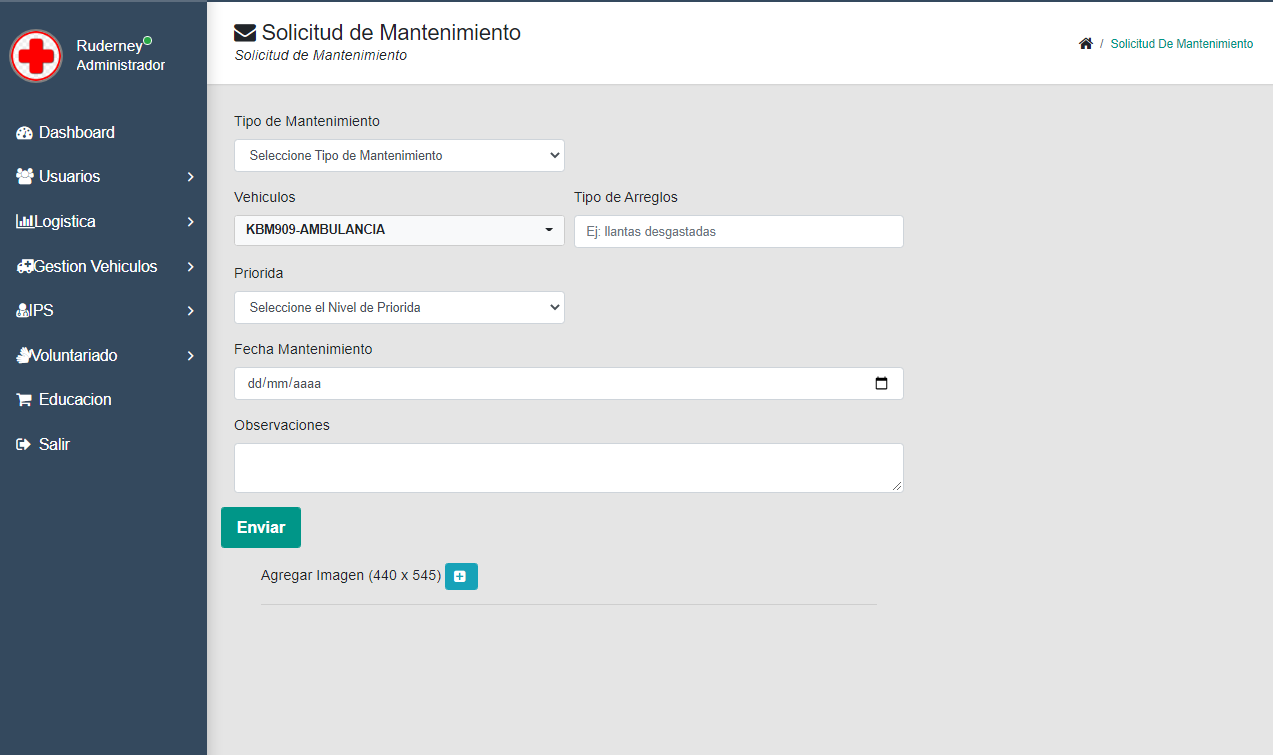 Ruderney
Administrador
Dashboard
Usuarios
Logistica
Gestion Vehiculos
IPS
Voluntariado
Educacion
Salir
Solicitud de Mantenimiento
Solicitud de Mantenimiento
/ Solicitud De Mantenimiento
Tipo de Mantenimiento
Seleccione Tipo de Mantenimiento
Vehiculos
KBM909-AMBULANCIA
Tipo de Arreglos
Ej: llantas desgastadas
Priorida
Seleccione el Nivel de Priorida
Fecha Mantenimiento
dd/mm/aaaa
Observaciones
Enviar
Agregar Imagen (440 x 545)